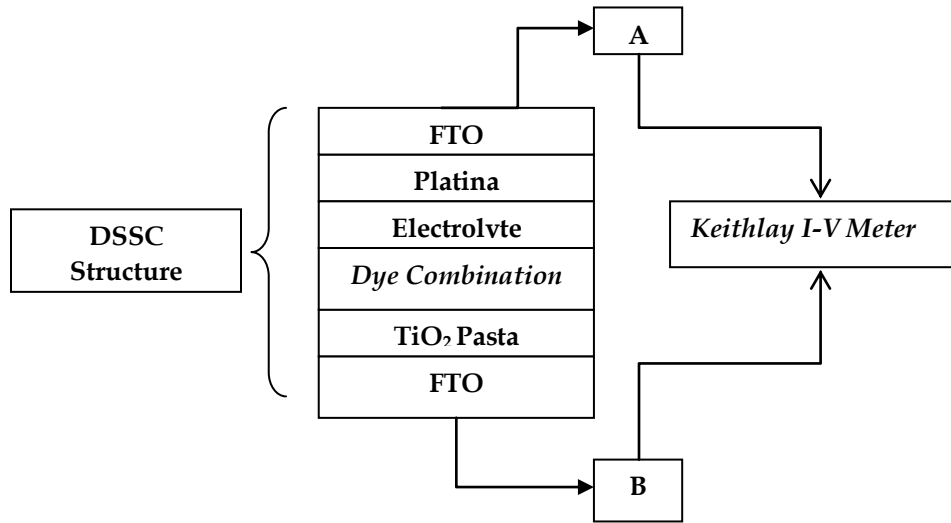 A
FTO
Platina
Electrolyte
Dye Combination
TiO₂ Pasta
FTO
DSSC
Structure
Keithlay I-V Meter
B